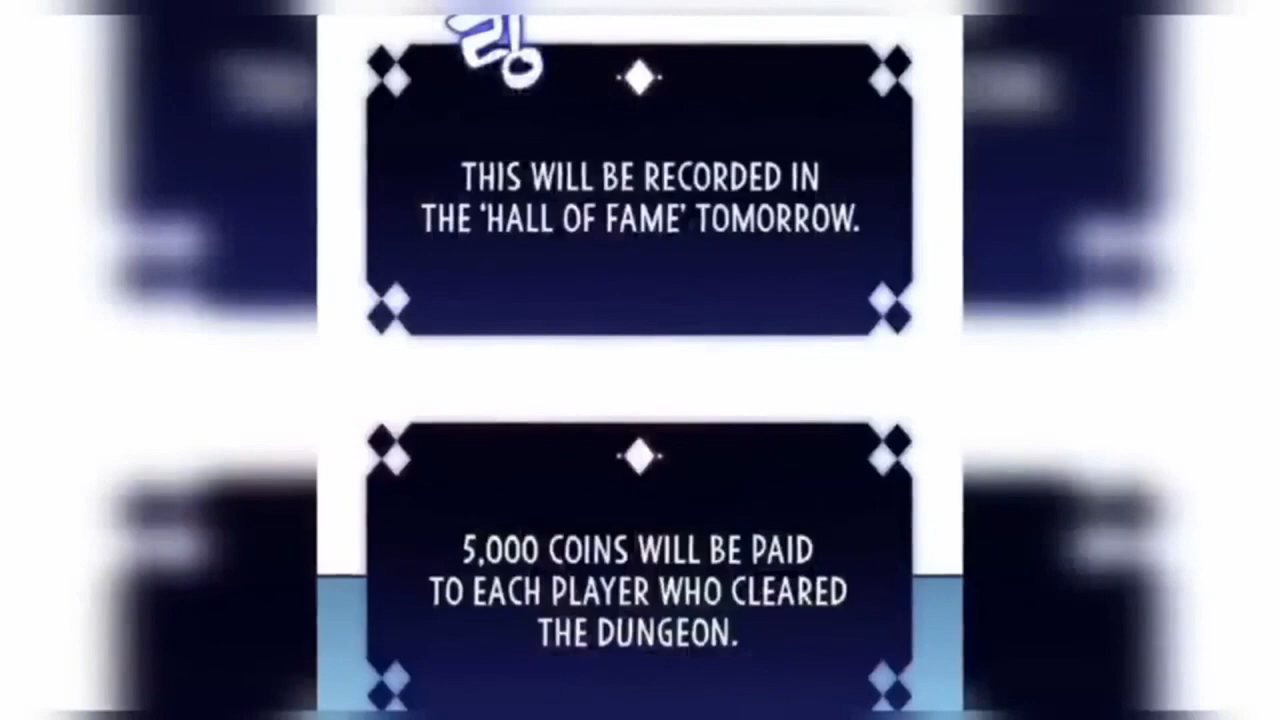 링
THIS WILL BE RECORDED IN
THE ‘HALL OF FAME’ TOMORROW.
5,000 COINS WILL BE PAID
TO EACH PLAYER WHO CLEARED
THE DUNGEON.